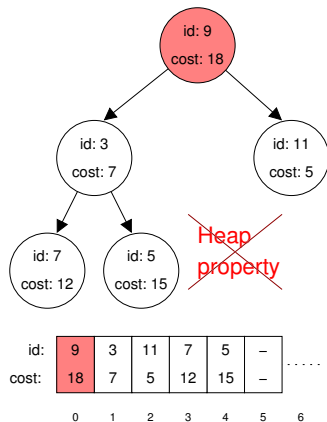 id: 9
cost: 18
id: 3
cost: 7
id: 11
cost: 5
id: 7
cost: 12
id: 5
cost: 15
Heap
property
id: 9 3 11 7 5 –
cost: 18 7 5 12 15 – .....
0 1 2 3 4 5 6